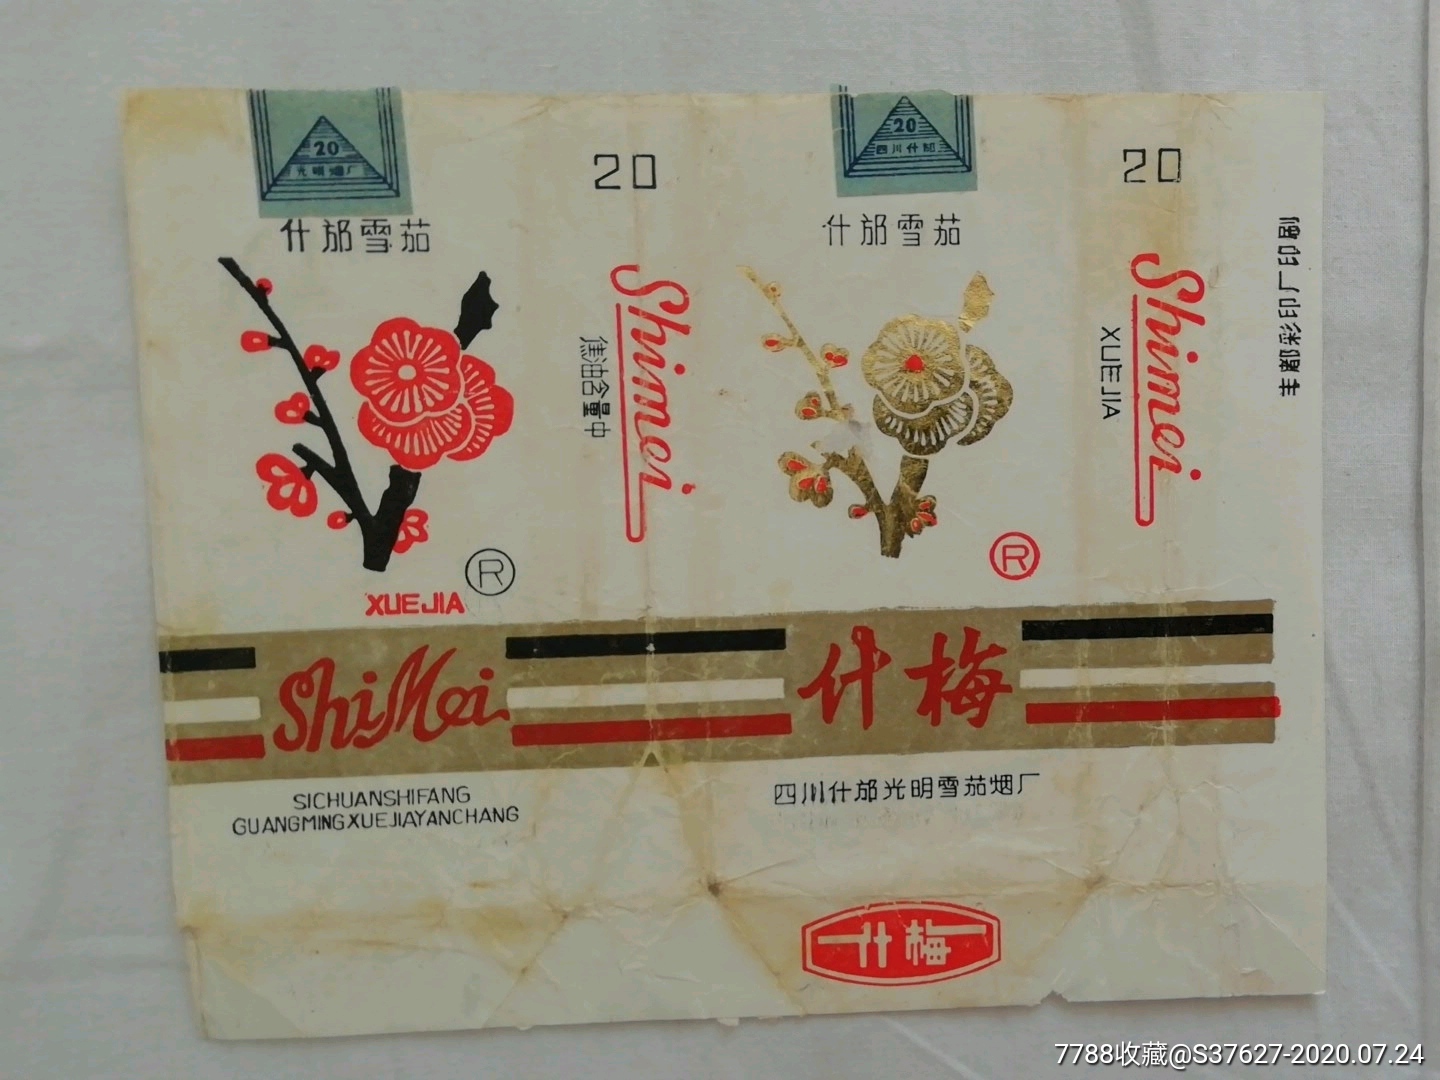 20
光明烟厂
什邡雪茄
XUEJIA
R
ShiMei
SICHUANSHIFANG
GUANGMINGXUEJIAYANCHANG
20
Shimei
焦油含量中
20
四川什邡
什邡雪茄
R
什梅
四川什邡光明雪茄烟厂
什梅
20
Shimei
XUEJIA
丰都彩印厂印刷
7788收藏@S37627-2020.07.24